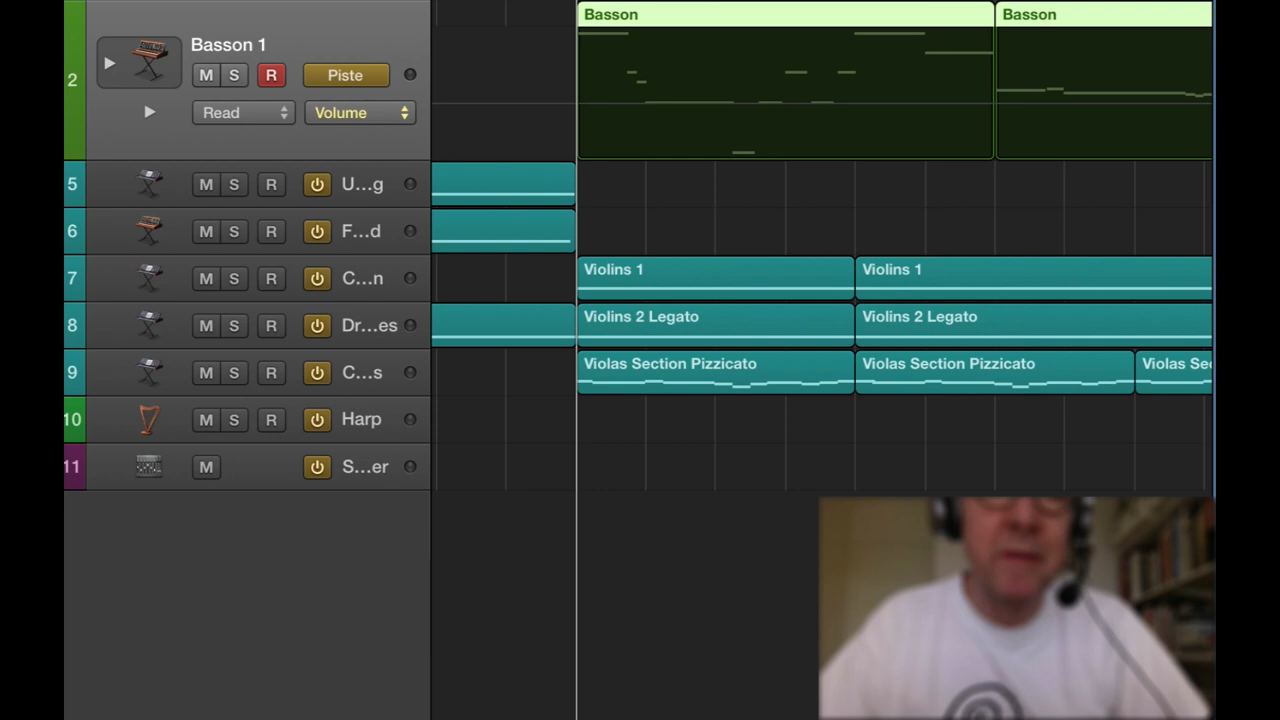 Basson Basson
Basson 1
2 M S R Piste
Read Volume
5 M S R U...g
6 M S R F...d
7 M S R C...n Violins 1 Violins 1
8 M S R Dr...es Violins 2 Legato Violins 2 Legato
9 M S R C...s Violas Section Pizzicato Violas Section Pizzicato Violas Sec
10 M S R Harp
11 M S...er